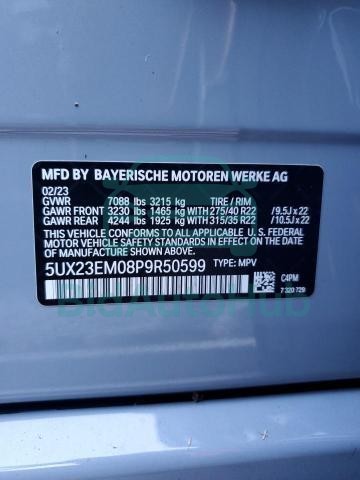 MFD BY BAYERISCHE MOTOREN WERKE AG
02/23
GVWR 7088 lbs 3215 kg TIRE / RIM
GAWR FRONT 3230 lbs 1465 kg WITH 275/40 R22 / 9.5J x 22
GAWR REAR 4244 lbs 1925 kg WITH 315/35 R22 / 10.5J x 22
THIS VEHICLE CONFORMS TO ALL APPLICABLE U. S. FEDERAL
MOTOR VEHICLE SAFETY STANDARDS IN EFFECT ON THE DATE
OF MANUFACTURE SHOWN ABOVE.
5UX23EM08P9R50599 TYPE: MPV
C4PM
7 320 729
BidAutoHub